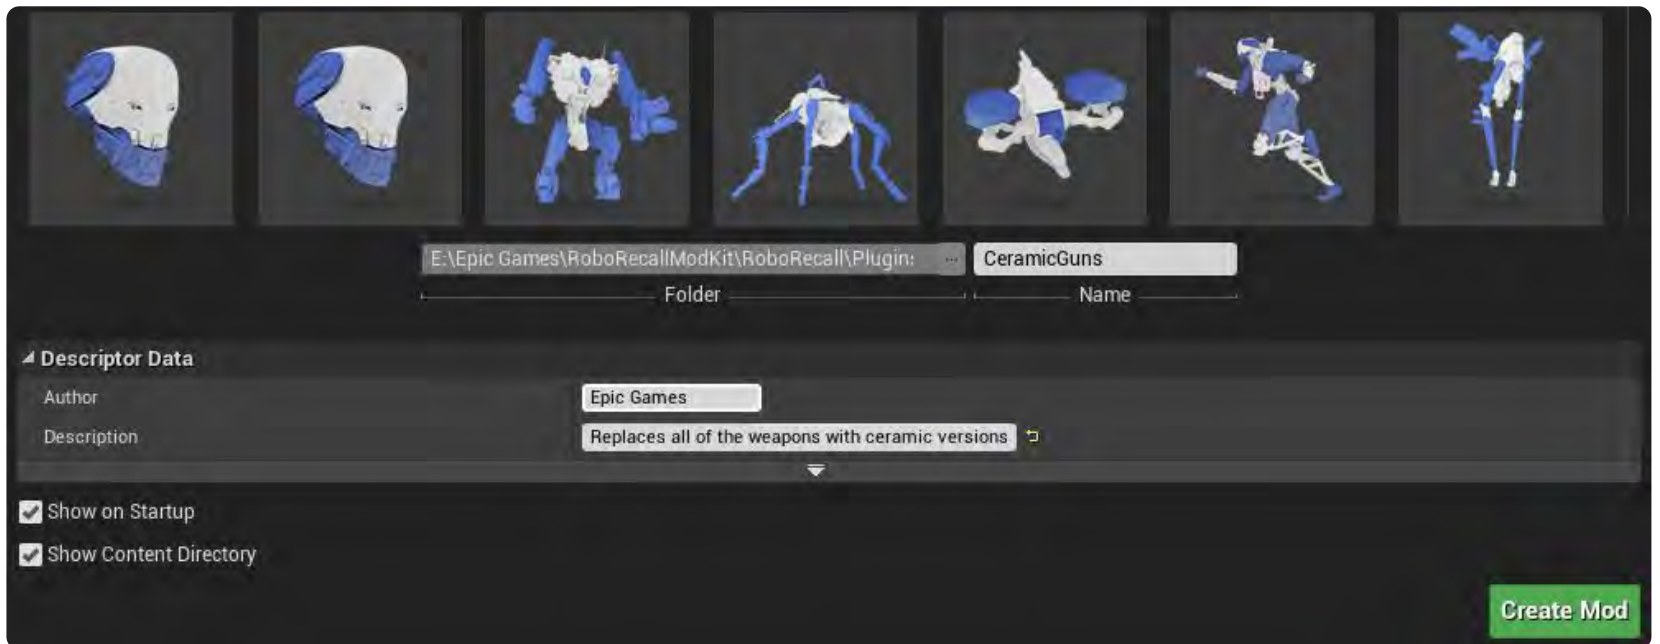 E:\Epic Games\RoboRecallModKit\RoboRecall\Plugin: ... CeramicGuns
Folder Name
Descriptor Data
Author Epic Games
Description Replaces all of the weapons with ceramic versions
Show on Startup
Show Content Directory
Create Mod